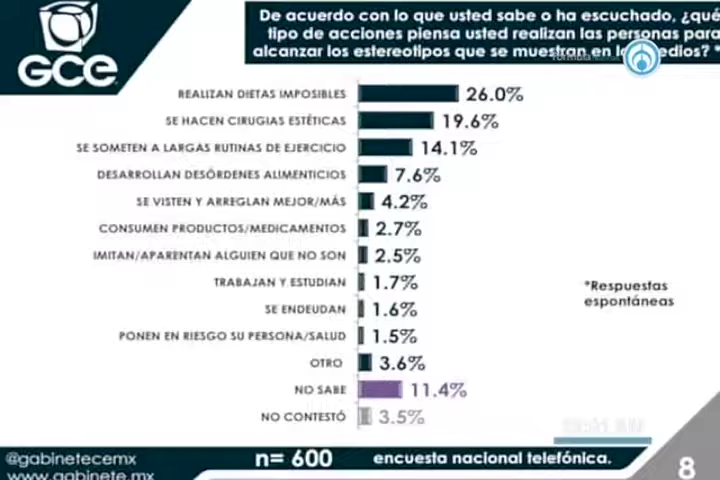 GCE
De acuerdo con lo que usted sabe o ha escuchado, ¿qué
tipo de acciones piensa usted realizan las personas para
alcanzar los estereotipos que se muestran en
REALIZAN DIETAS IMPOSIBLES 26.0%
SE HACEN CIRUGIAS ESTÉTICAS 19.6%
SE SOMETEN A LARGAS RUTINAS DE EJERCICIO 14.1%
DESARROLLAN DESÓRDENES ALIMENTICIOS 7.6%
SE VISTEN Y ARREGLAN MEJOR/MÁS 4.2%
CONSUMEN PRODUCTOS/MEDICAMENTOS 2.7%
IMITAN/APARENTAN ALGUIEN QUE NO SON 2.5%
TRABAJAN Y ESTUDIAN 1.7%
SE ENDEUDAN 1.6%
PONEN EN RIESGO SU PERSONA/SALUD 1.5%
OTRO 3.6%
NO SABE 11.4%
NO CONTESTÓ 3.5%
*Respuestas
espontáneas
@gabinetecemx
www.gabinete.mx
n= 600 encuesta nacional telefónica.
8